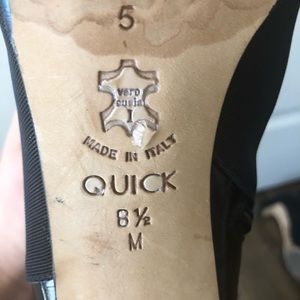 5
vero
cuoio
I
MADE IN ITALY
QUICK
8½
M